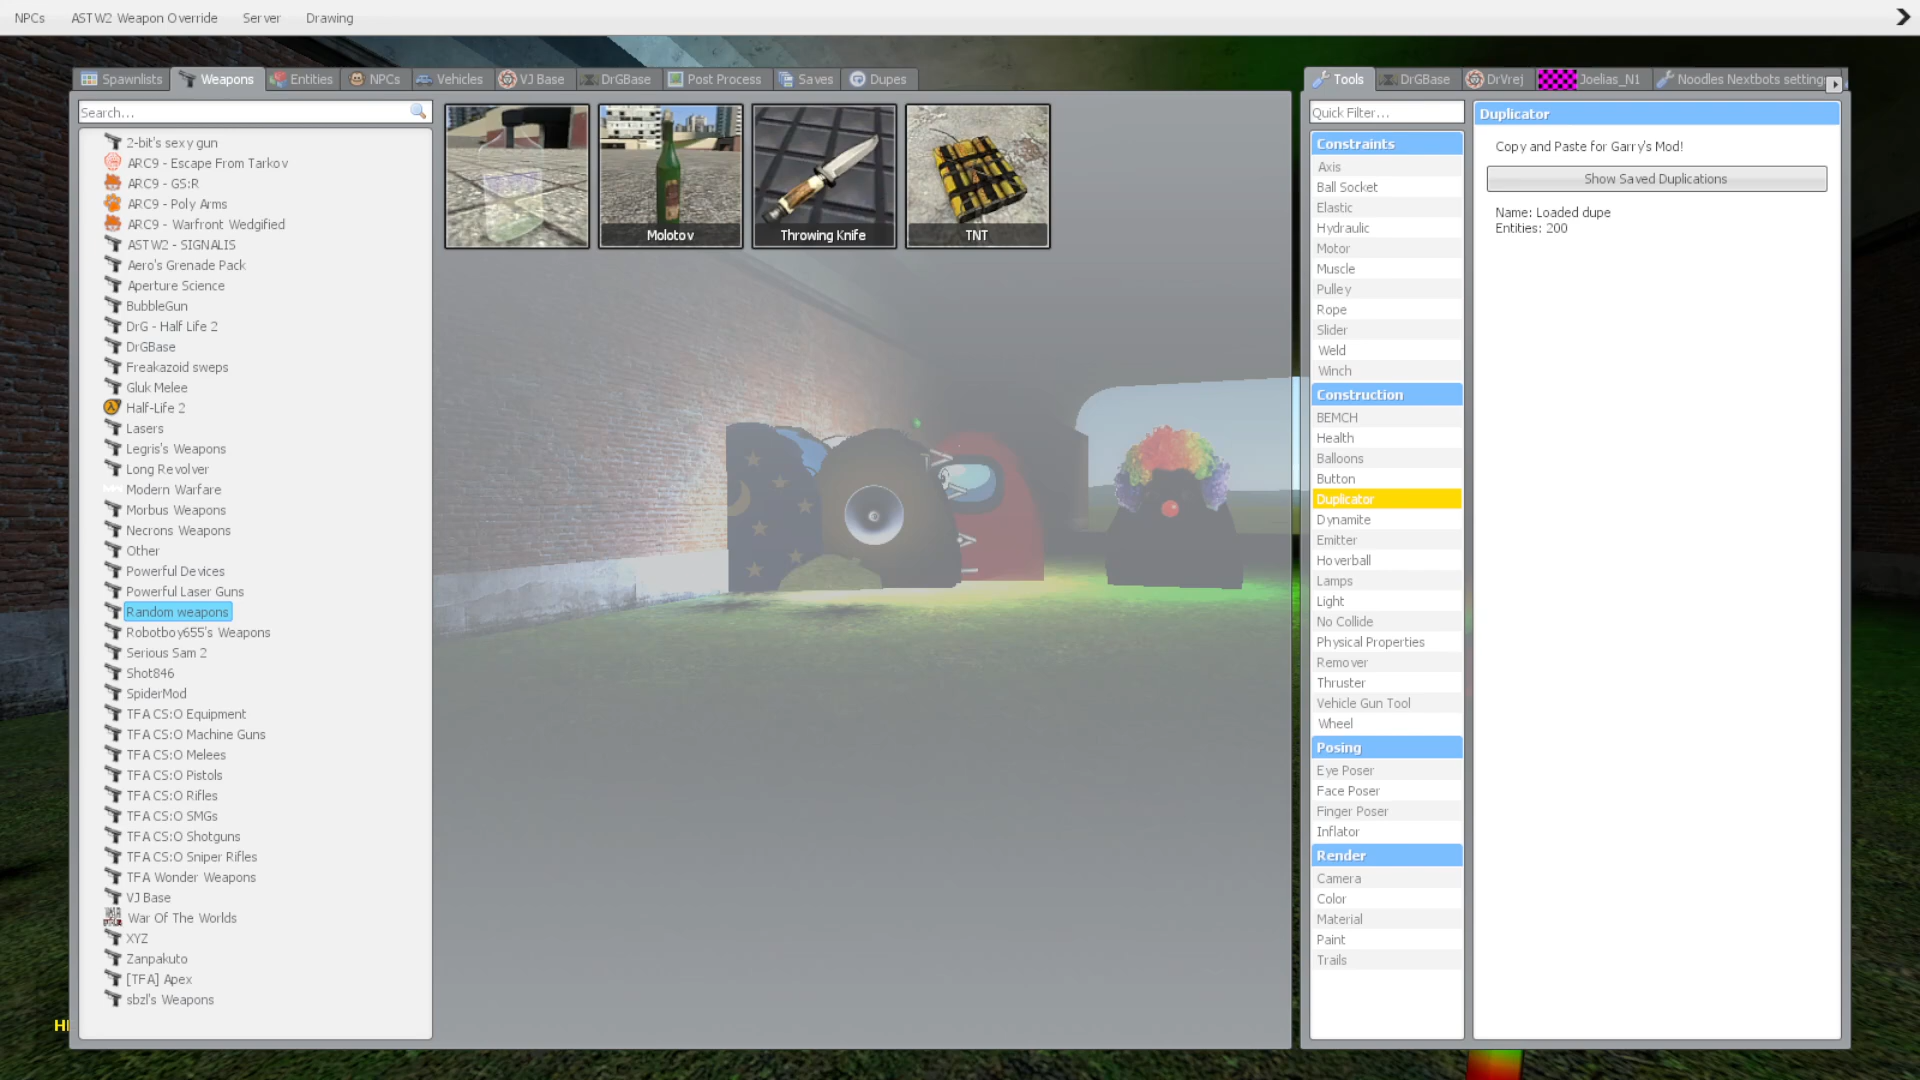 NPCs ASTW2 Weapon Override Server Drawing
Spawnlists Weapons Entities NPCs Vehicles VJ Base DrGBase Post Process Saves Dupes
Search...
2-bit's sexy gun
ARC9 - Escape From Tarkov
ARC9 - GS:R
ARC9 - Poly Arms
ARC9 - Warfront Wedgified
ASTW2 - SIGNALIS
Aero's Grenade Pack
Aperture Science
BubbleGun
DrG - Half Life 2
DrGBase
Freakazoid sweps
Gluk Melee
Half-Life 2
Lasers
Legris's Weapons
Long Revolver
Modern Warfare
Morbus Weapons
Necrons Weapons
Other
Powerful Devices
Powerful Laser Guns
Random weapons
Robotboy655's Weapons
Serious Sam 2
Shot846
SpiderMod
TFA CS:O Equipment
TFA CS:O Machine Guns
TFA CS:O Melees
TFA CS:O Pistols
TFA CS:O Rifles
TFA CS:O SMGs
TFA CS:O Shotguns
TFA CS:O Sniper Rifles
TFA Wonder Weapons
VJ Base
War Of The Worlds
XYZ
Zanpakuto
[TFA] Apex
sbzl's Weapons
Molotov
Throwing Knife
TNT
Tools DrGBase DrVrej Joelias_N1 Noodles Nextbots setting
Quick Filter...
Constraints
Axis
Ball Socket
Elastic
Hydraulic
Motor
Muscle
Pulley
Rope
Slider
Weld
Winch
Construction
BEMCH
Health
Balloons
Button
Duplicator
Dynamite
Emitter
Hoverball
Lamps
Light
No Collide
Physical Properties
Remover
Thruster
Vehicle Gun Tool
Wheel
Posing
Eye Poser
Face Poser
Finger Poser
Inflator
Render
Camera
Color
Material
Paint
Trails
Duplicator
Copy and Paste for Garry's Mod!
Show Saved Duplications
Name: Loaded dupe
Entities: 200